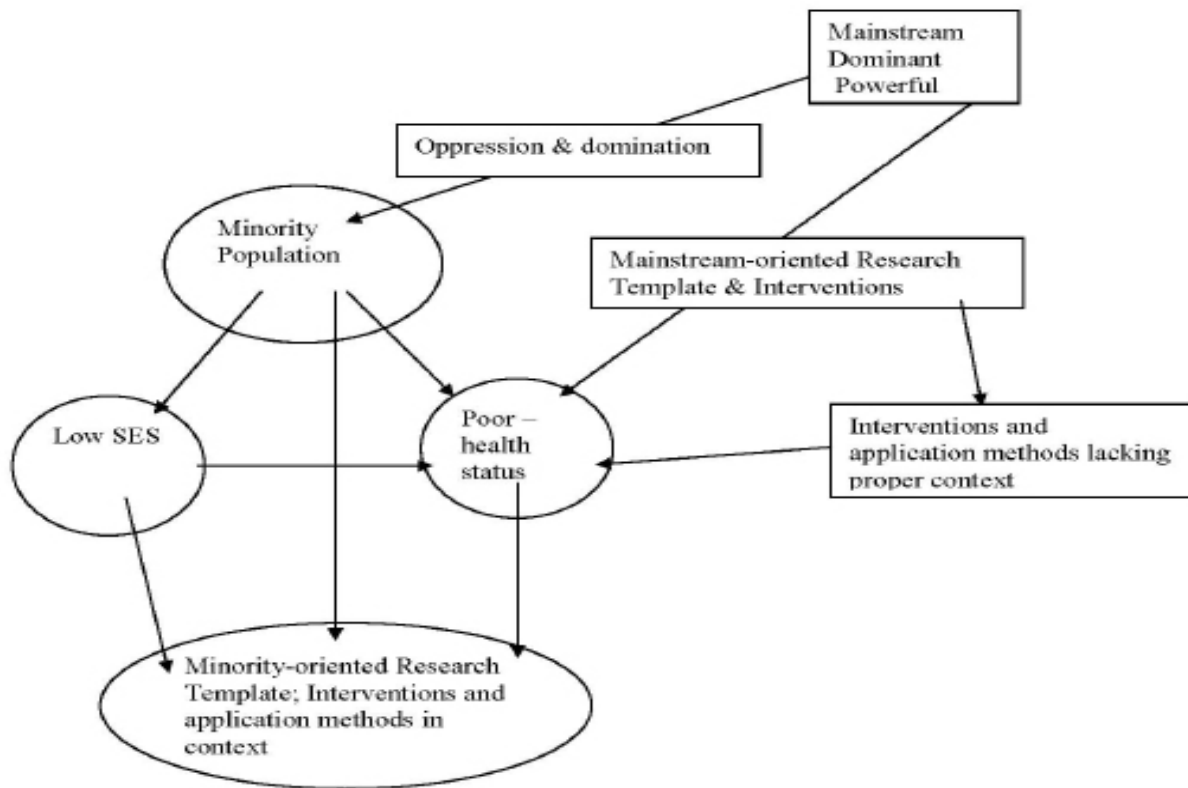 Mainstream
Dominant
Powerful
Oppression & domination
Minority
Population
Mainstream-oriented Research
Template & Interventions
Low SES
Poor –
health
status
Interventions and
application methods lacking
proper context
Minority-oriented Research
Template; Interventions and
application methods in
context